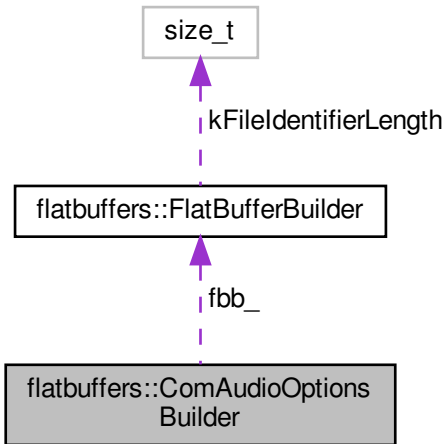 size_t
kFileIdentifierLength
flatbuffers::FlatBufferBuilder
fbb_
flatbuffers::ComAudioOptions
Builder